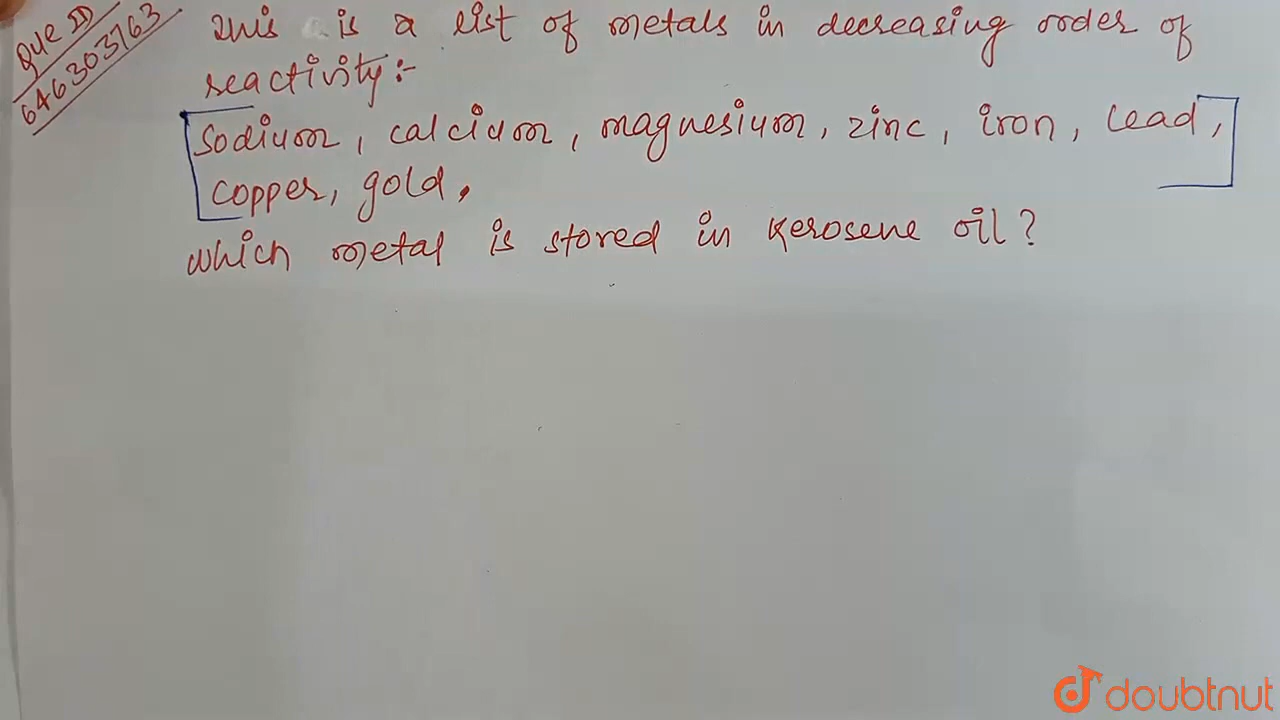 Que ID
646303763
This is a list of metals in decreasing order of
reactivity:-
Sodium, calcium, magnesium, zinc, iron, lead,
copper, gold,
which metal is stored in kerosene oil?
doubtnut